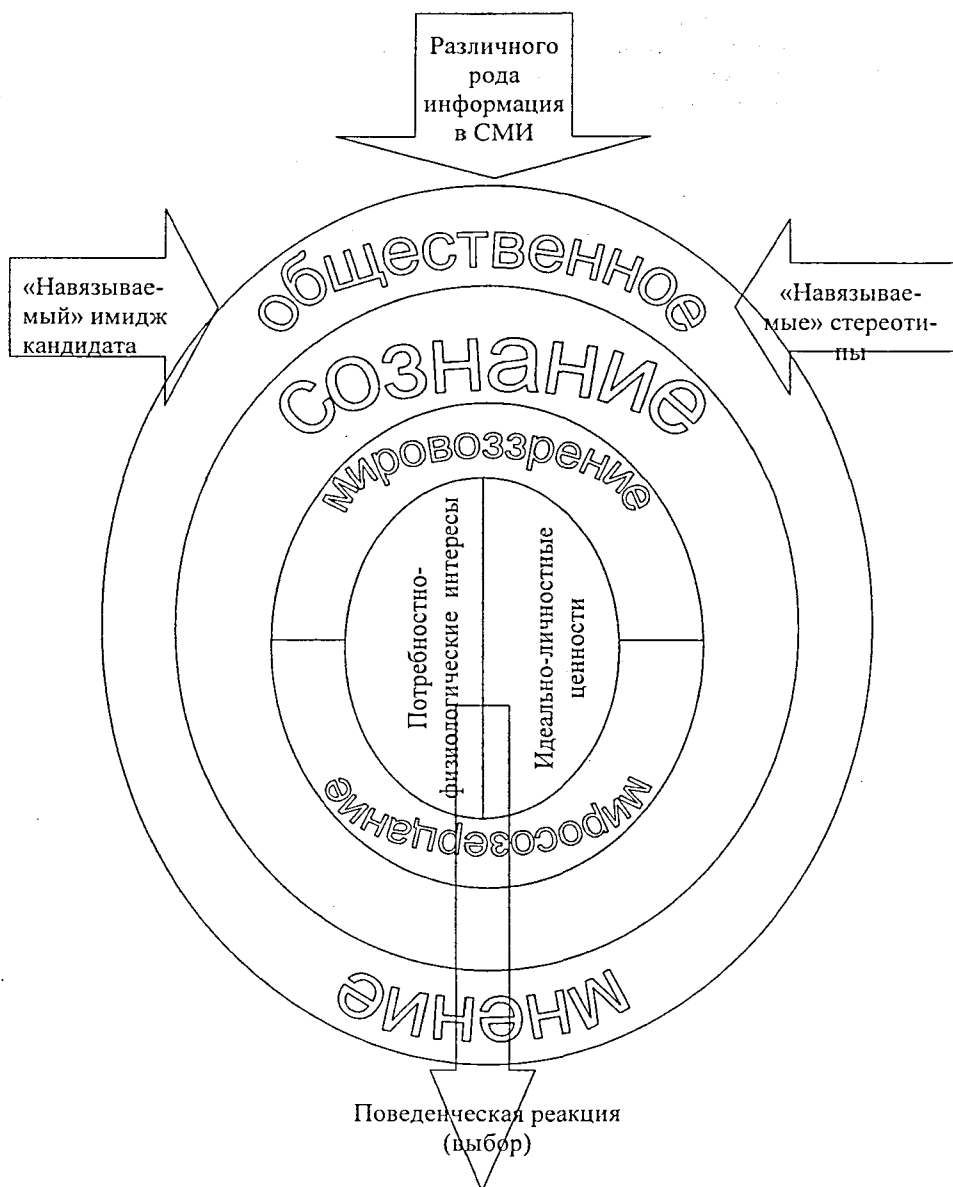 Различного
рода
информация
в СМИ
«Навязывае-
мый» имидж
кандидата
«Навязывае-
мые» стереоти-
пы
общественное
сознание
мировоззрение
Потребностно-
физиологические интересы
Идеально-личностные
ценности
миросозерцание
мнение
Поведенческая реакция
(выбор)